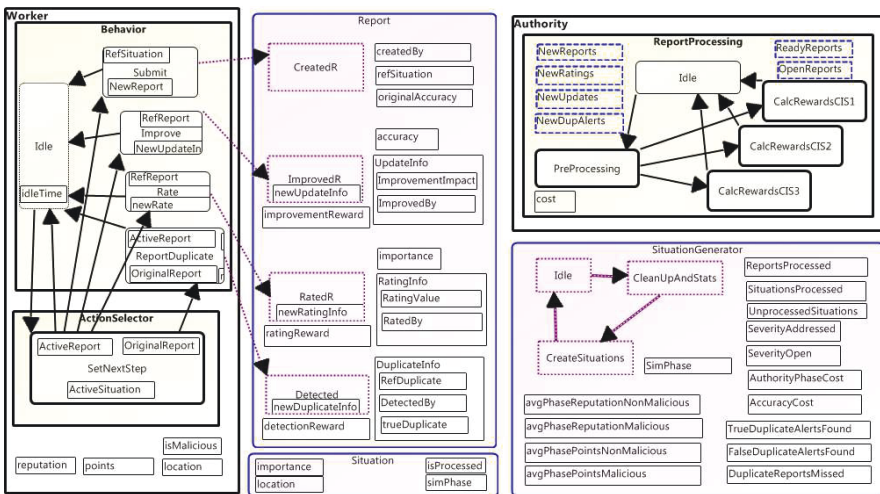 Worker
Behavior
RefSituation
Submit
NewReport
RefReport
Improve
NewUpdateIn
Idle
RefReport
Rate
newRate
idleTime
ActiveReport
ReportDuplicate
OriginalReport
ActionSelector
ActiveReport
OriginalReport
SetNextStep
ActiveSituation
isMalicious
reputation
points
location
Report
CreatedR
createdBy
refSituation
originalAccuracy
accuracy
ImprovedR
newUpdateInfo
improvementReward
UpdateInfo
ImprovementImpact
ImprovedBy
importance
RatedR
newRatingInfo
ratingReward
RatingInfo
RatingValue
RatedBy
Detected
newDuplicateInfo
detectionReward
DuplicateInfo
RefDuplicate
DetectedBy
trueDuplicate
Situation
importance
isProcessed
location
simPhase
Authority
ReportProcessing
NewReports
NewRatings
NewUpdates
NewDupAlerts
Idle
ReadyReports
OpenReports
CalcRewardsCIS1
CalcRewardsCIS2
CalcRewardsCIS3
PreProcessing
cost
SituationGenerator
Idle
CleanUpAndStats
CreateSituations
SimPhase
ReportsProcessed
SituationsProcessed
UnprocessedSituations
SeverityAddressed
SeverityOpen
AuthorityPhaseCost
AccuracyCost
avgPhaseReputationNonMalicious
avgPhaseReputationMalicious
avgPhasePointsNonMalicious
avgPhasePointsMalicious
TrueDuplicateAlertsFound
FalseDuplicateAlertsFound
DuplicateReportsMissed